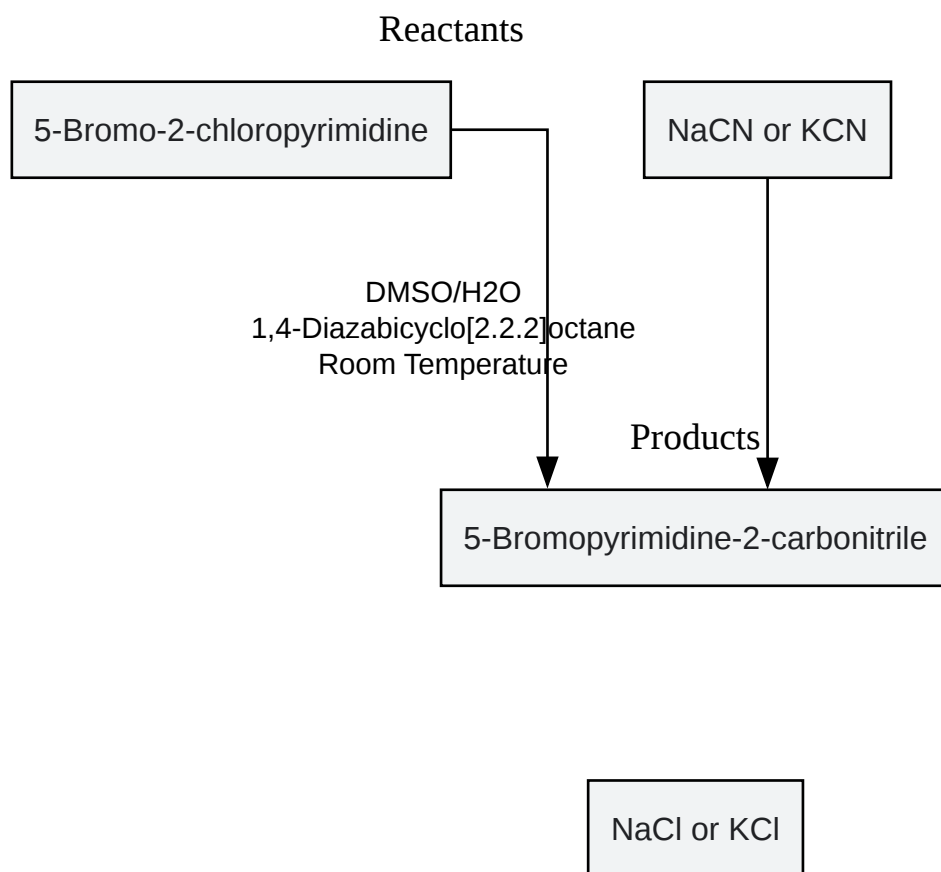 Reactants
5-Bromo-2-chloropyrimidine
NaCN or KCN
DMSO/H2O
1,4-Diazabicyclo[2.2.2]octane
Room Temperature
Products
5-Bromopyrimidine-2-carbonitrile
NaCl or KCl